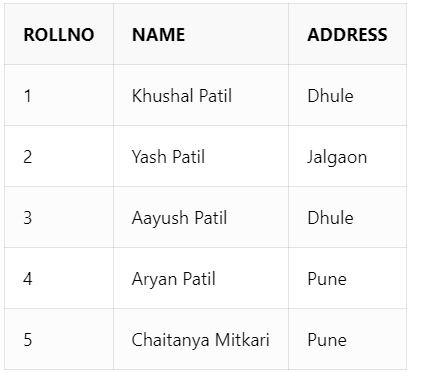 ROLLNO NAME ADDRESS
1 Khushal Patil Dhule
2 Yash Patil Jalgaon
3 Aayush Patil Dhule
4 Aryan Patil Pune
5 Chaitanya Mitkari Pune